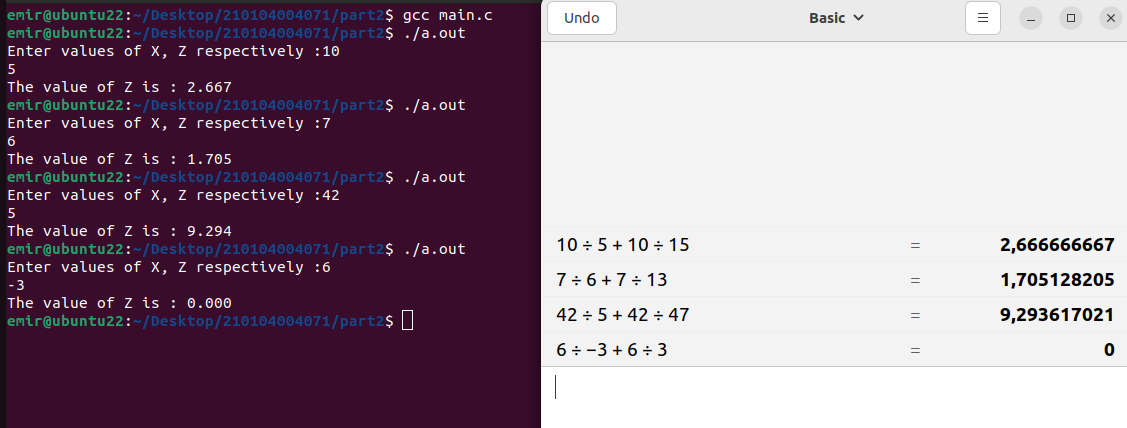 emir@ubuntu22:~/Desktop/210104004071/part2$ gcc main.c
emir@ubuntu22:~/Desktop/210104004071/part2$ ./a.out
Enter values of X, Z respectively :10
5
The value of Z is : 2.667
emir@ubuntu22:~/Desktop/210104004071/part2$ ./a.out
Enter values of X, Z respectively :7
6
The value of Z is : 1.705
emir@ubuntu22:~/Desktop/210104004071/part2$ ./a.out
Enter values of X, Z respectively :42
5
The value of Z is : 9.294
emir@ubuntu22:~/Desktop/210104004071/part2$ ./a.out
Enter values of X, Z respectively :6
-3
The value of Z is : 0.000
emir@ubuntu22:~/Desktop/210104004071/part2$
Undo Basic
10 ÷ 5 + 10 ÷ 15 = 2,666666667
7 ÷ 6 + 7 ÷ 13 = 1,705128205
42 ÷ 5 + 42 ÷ 47 = 9,293617021
6 ÷ −3 + 6 ÷ 3 = 0